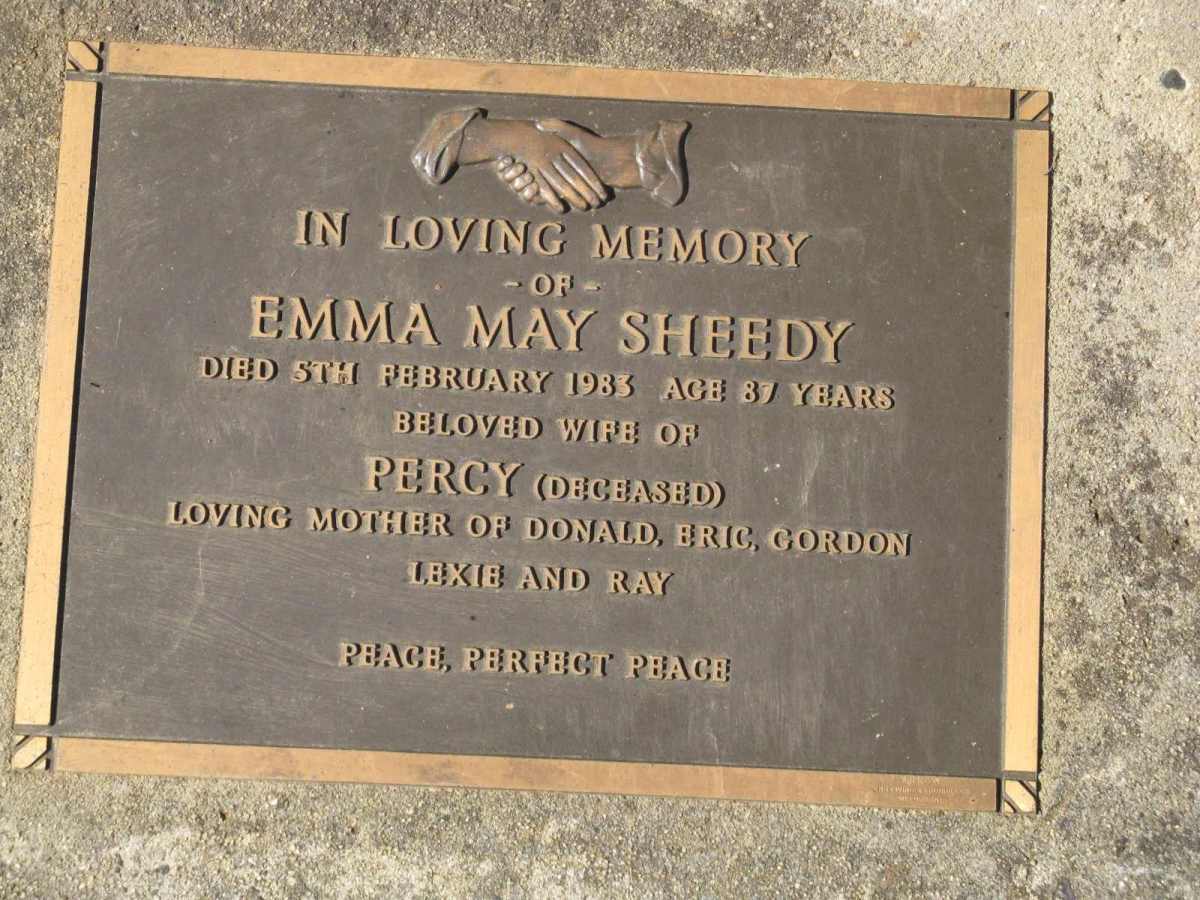 IN LOVING MEMORY
- OF -
EMMA MAY SHEEDY
DIED 5TH FEBRUARY 1983 AGE 87 YEARS
BELOVED WIFE OF
PERCY (DECEASED)
LOVING MOTHER OF DONALD, ERIC, GORDON
LEXIE AND RAY
PEACE, PERFECT PEACE